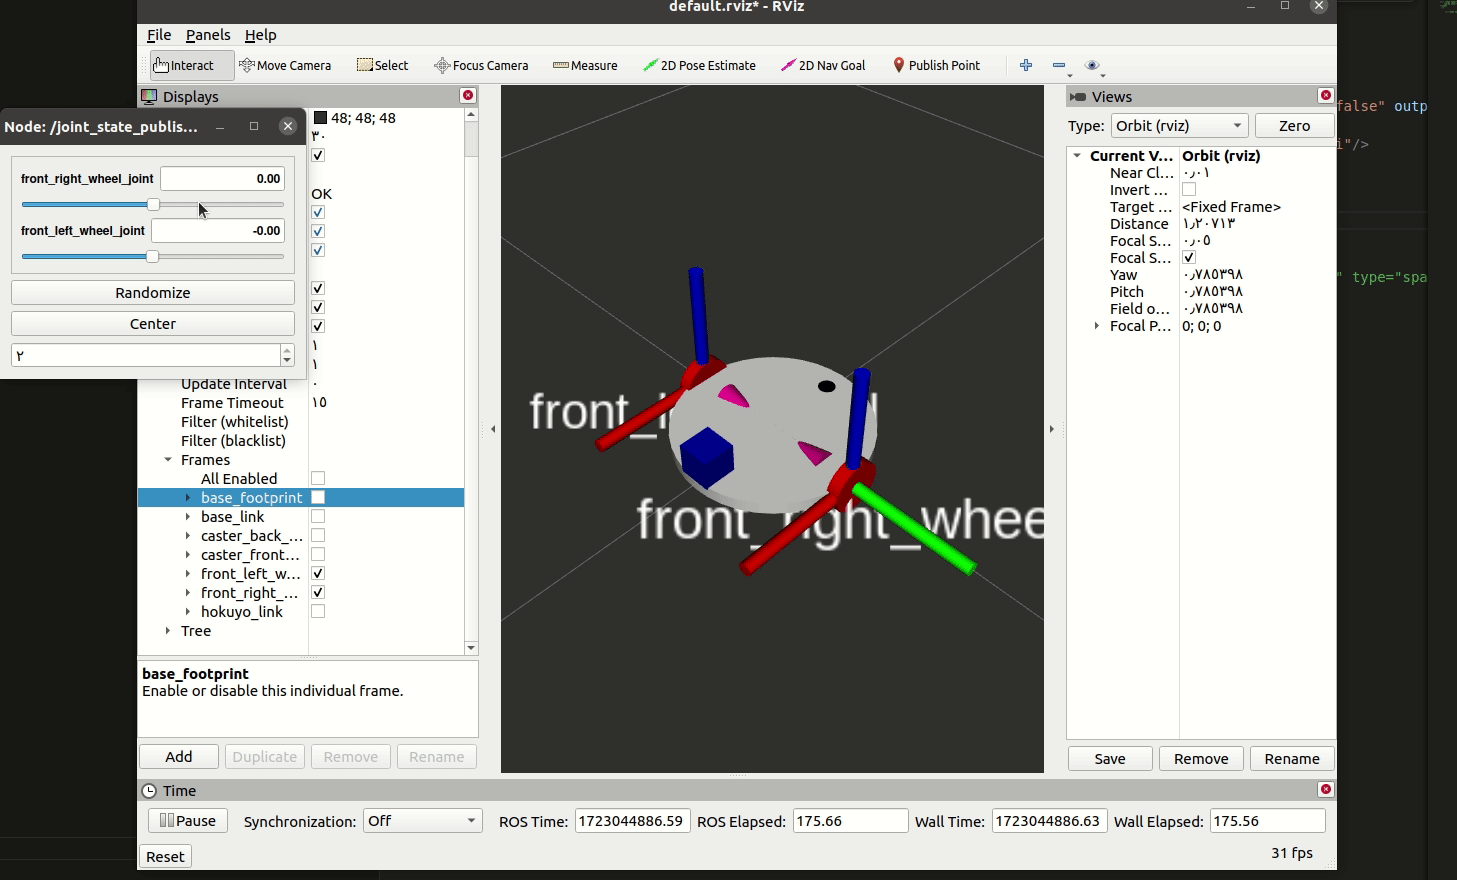 default.rviz* - RViz
File Panels Help
Interact Move Camera Select Focus Camera Measure 2D Pose Estimate 2D Nav Goal Publish Point
Displays
48; 48; 48
٣٠
OK
١
١
Update Interval ٠
Frame Timeout ١٥
Filter (whitelist)
Filter (blacklist)
Frames
All Enabled
base_footprint
base_link
caster_back_...
caster_front...
front_left_w...
front_right_...
hokuyo_link
Tree
base_footprint
Enable or disable this individual frame.
Add Duplicate Remove Rename
Node: /joint_state_publis...
front_right_wheel_joint 0.00
front_left_wheel_joint -0.00
Randomize
Center
٢
front_l
front_right_whee
Views
Type: Orbit (rviz) Zero
Current V... Orbit (rviz)
Near Cl... ٠٫٠١
Invert ...
Target ... <Fixed Frame>
Distance ١٫٢٠٧١٣
Focal S... ٠٫٠٥
Focal S...
Yaw ٠٫٧٨٥٣٩٨
Pitch ٠٫٧٨٥٣٩٨
Field o... ٠٫٧٨٥٣٩٨
Focal P... 0; 0; 0
Save Remove Rename
false" outp
i"/>
" type="spa
Time
Pause Synchronization: Off ROS Time: 1723044886.59 ROS Elapsed: 175.66 Wall Time: 1723044886.63 Wall Elapsed: 175.56
Reset 31 fps